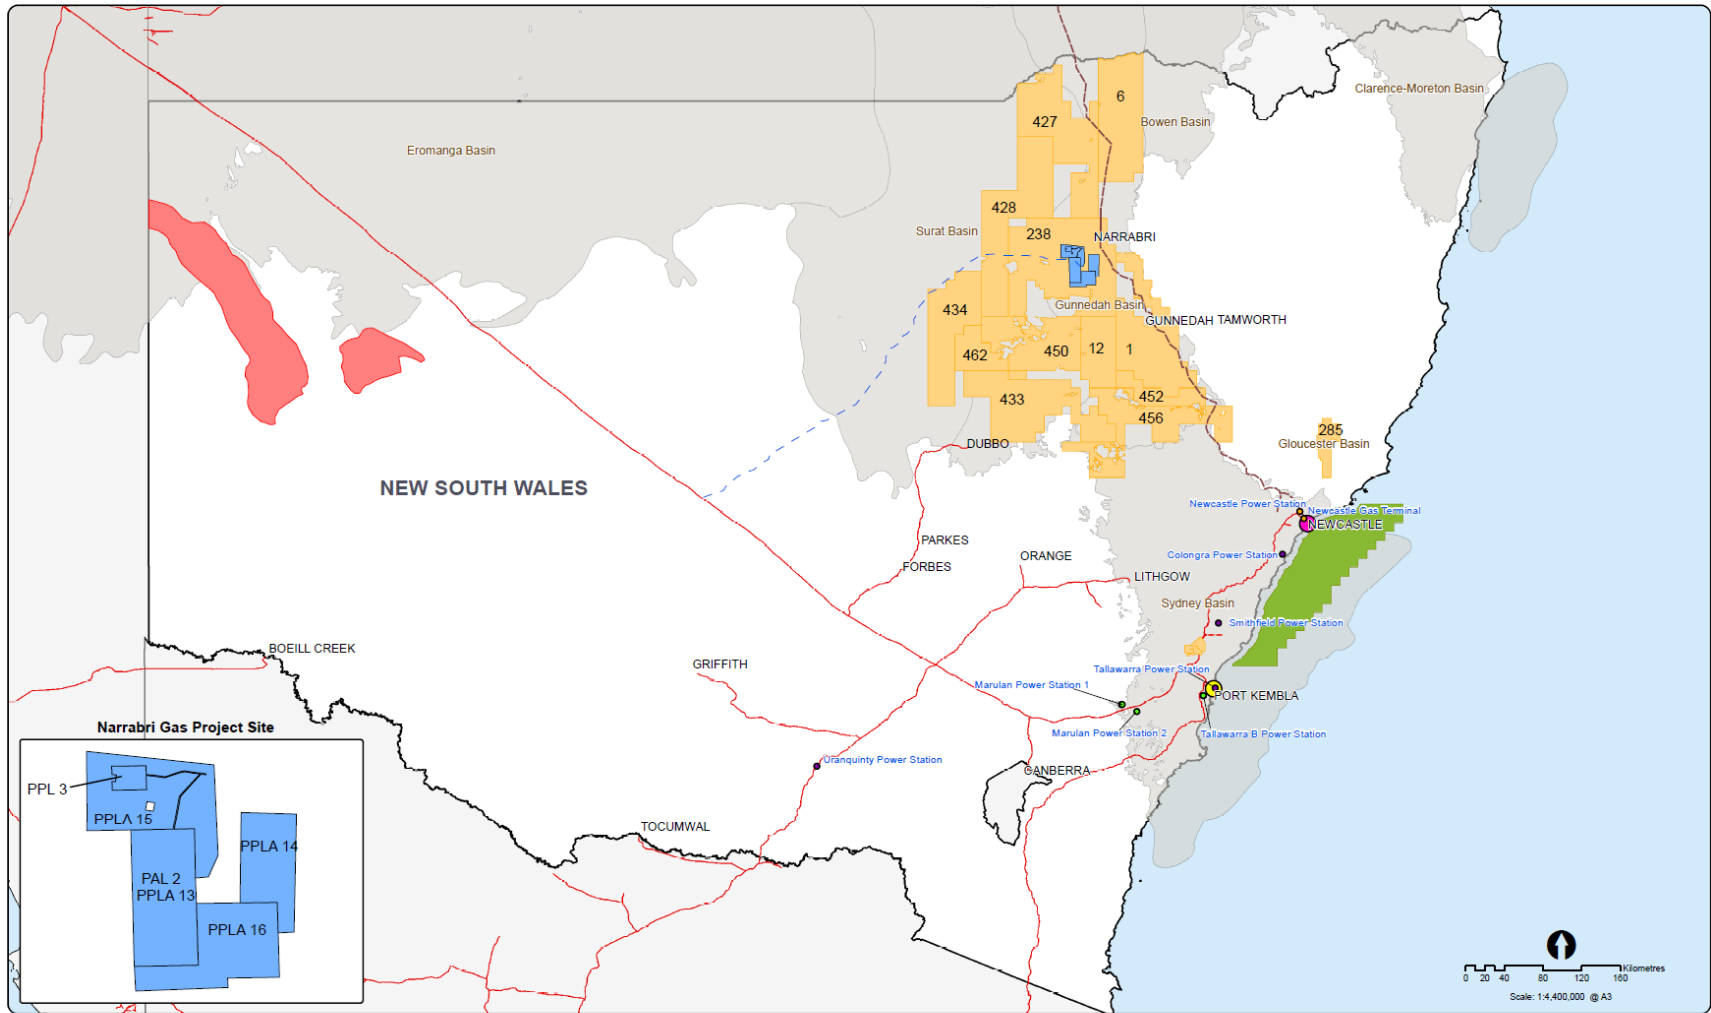 Clarence-Moreton Basin
6
427
Bowen Basin
Eromanga Basin
428
Surat Basin
238
NARRABRI
Gunnedah Basin
434
GUNNEDAH TAMWORTH
462
450
12
1
433
452
456
285
Gloucester Basin
DUBBO
NEW SOUTH WALES
Newcastle Power Station
Newcastle Gas Terminal
NEWCASTLE
PARKES
ORANGE
Colongra Power Station
FORBES
LITHGOW
Sydney Basin
Smithfield Power Station
BOEILL CREEK
GRIFFITH
Tallawarra Power Station
Marulan Power Station 1
PORT KEMBLA
Marulan Power Station 2
Tallawarra B Power Station
Uranquinty Power Station
CANBERRA
TOCUMWAL
Narrabri Gas Project Site
PPL 3
PPLA 15
PPLA 14
PAL 2
PPLA 13
PPLA 16
Kilometres
0 20 40 80 120 160
Scale: 1:4,400,000 @ A3